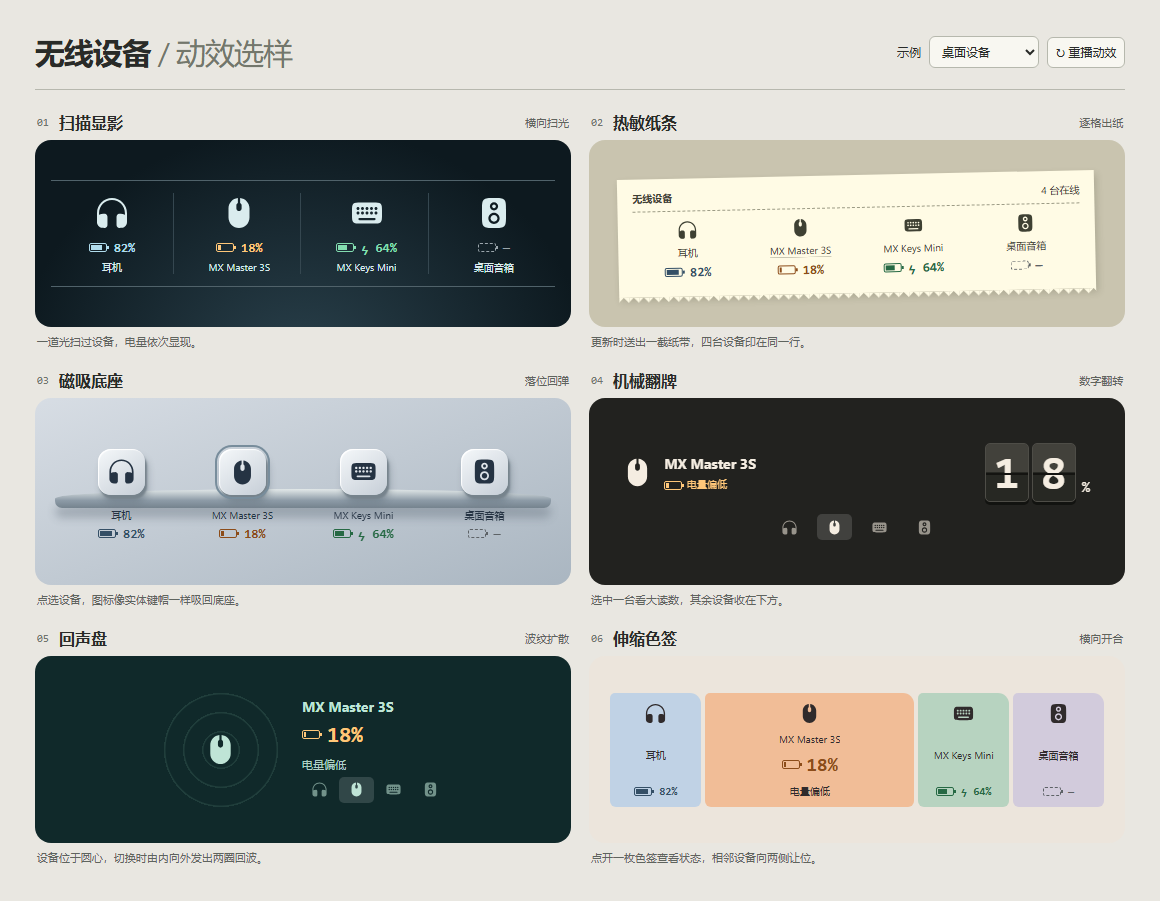 无线设备 / 动效选样
示例 桌面设备 ↻ 重播动效
01 扫描显影 横向扫光
82% 18% 64% –
耳机 MX Master 3S MX Keys Mini 桌面音箱
一道光扫过设备，电量依次显现。
02 热敏纸条 逐格出纸
无线设备 4 台在线
耳机 MX Master 3S MX Keys Mini 桌面音箱
82% 18% 64% –
更新时送出一截纸带，四台设备印在同一行。
03 磁吸底座 落位回弹
耳机 MX Master 3S MX Keys Mini 桌面音箱
82% 18% 64% –
点选设备，图标像实体键帽一样吸回底座。
04 机械翻牌 数字翻转
MX Master 3S
电量偏低
18%
选中一台看大读数，其余设备收在下方。
05 回声盘 波纹扩散
MX Master 3S
18%
电量偏低
设备位于圆心，切换时由内向外发出两圈回波。
06 伸缩色签 横向开合
MX Master 3S
耳机 MX Keys Mini 桌面音箱
18%
82% 电量偏低 64% –
点开一枚色签查看状态，相邻设备向两侧让位。